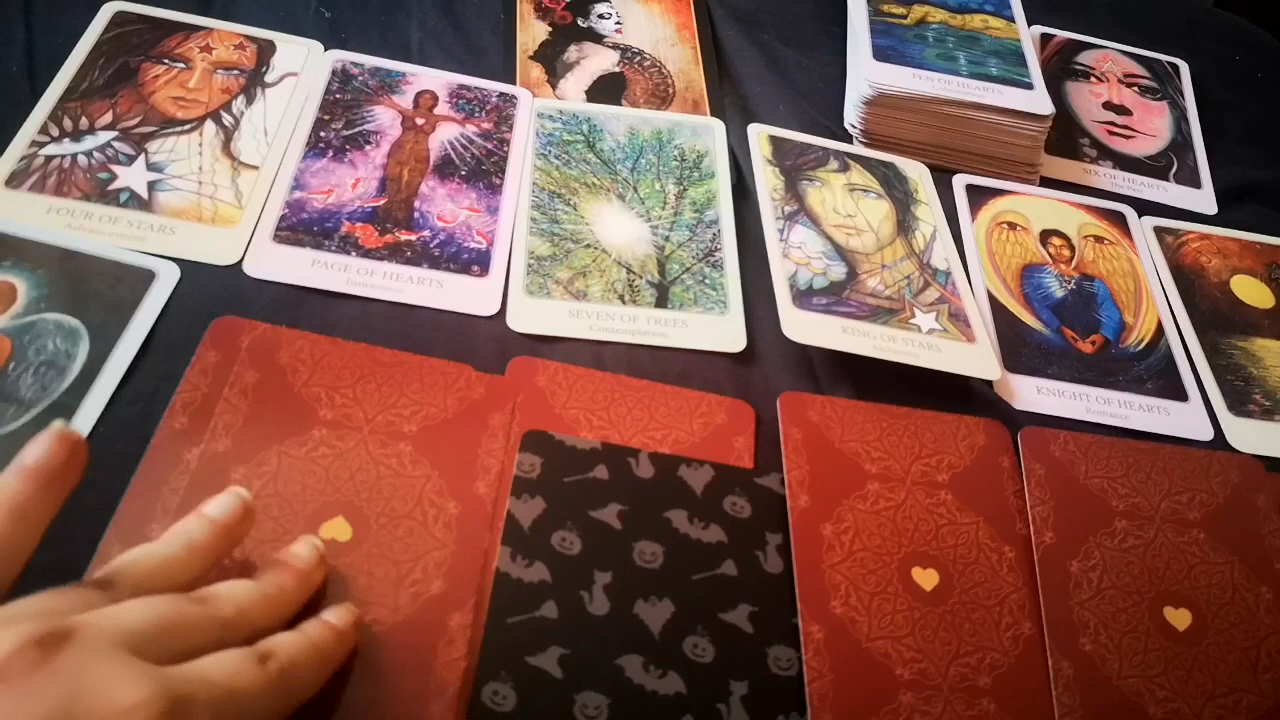 TEN OF HEARTS
Culmination
SIX OF HEARTS
The Past
FOUR OF STARS
Advancement
PAGE OF HEARTS
Innocence
SEVEN OF TREES
Contemplation
KING OF STARS
KNIGHT OF HEARTS
Romance